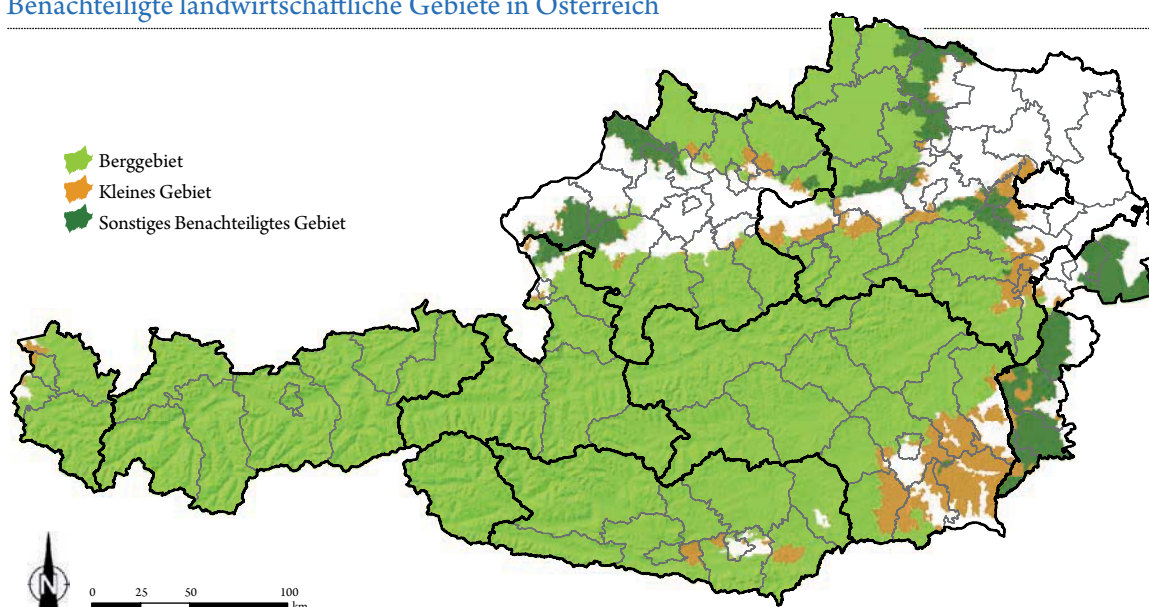 Benachteiligte landwirtschaftliche Gebiete in Österreich
Berggebiet
Kleines Gebiet
Sonstiges Benachteiligtes Gebiet
N
0 25 50 100
km